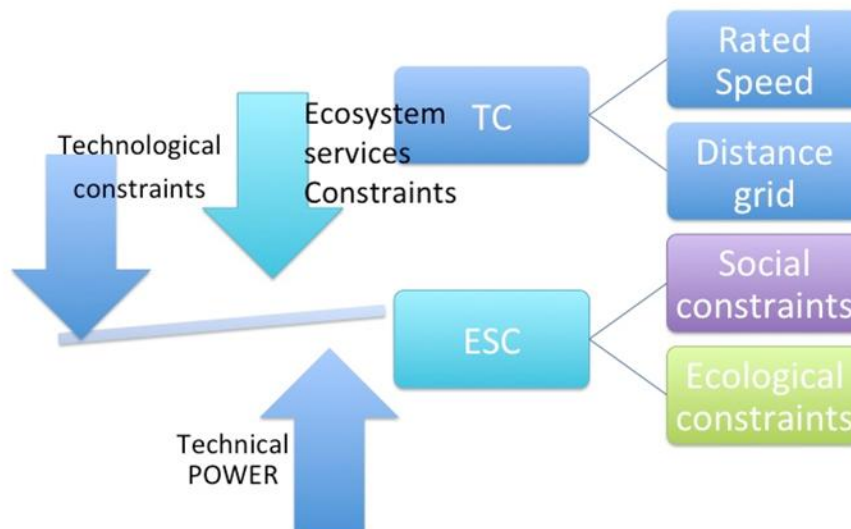 Technological
constraints
Ecosystem
services
Constraints
Technical
POWER
TC
Rated
Speed
Distance
grid
ESC
Social
constraints
Ecological
constraints